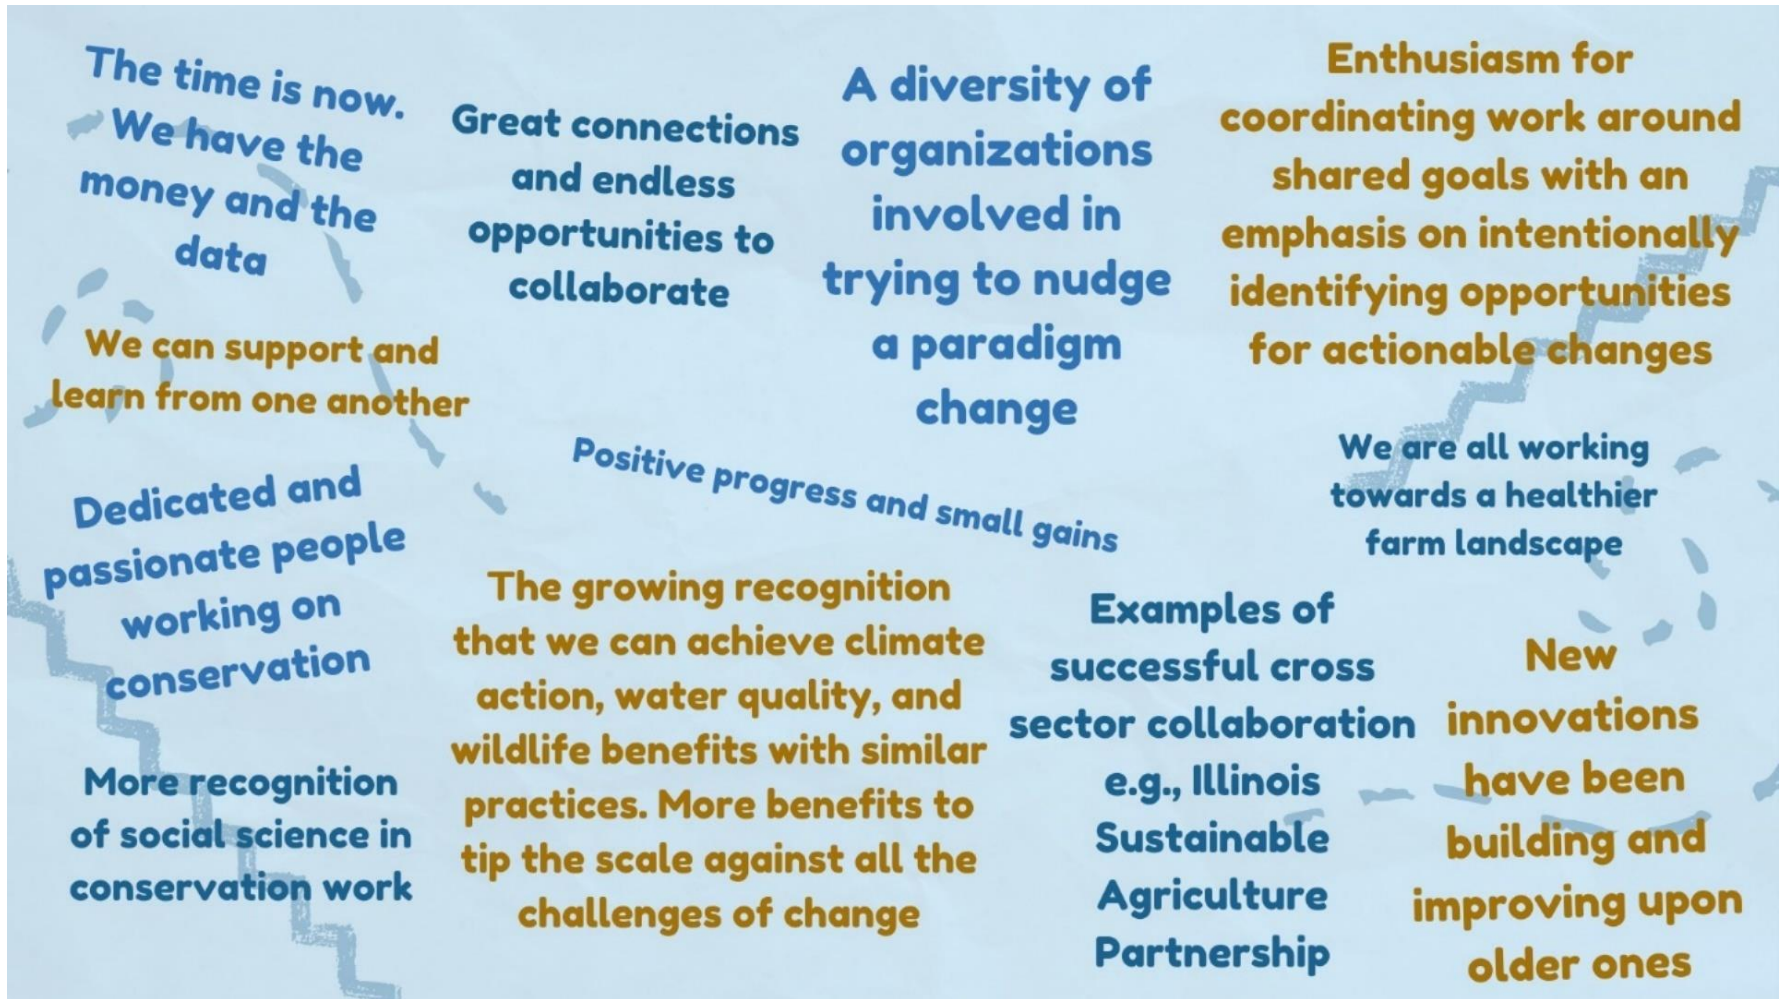 The time is now.
We have the
money and the
data
Great connections
and endless
opportunities to
collaborate
A diversity of
organizations
involved in
trying to nudge
a paradigm
change
Enthusiasm for
coordinating work around
shared goals with an
emphasis on intentionally
identifying opportunities
for actionable changes
We can support and
learn from one another
Positive progress and small gains
We are all working
towards a healthier
farm landscape
Dedicated and
passionate people
working on
conservation
The growing recognition
that we can achieve climate
action, water quality, and
wildlife benefits with similar
practices. More benefits to
tip the scale against all the
challenges of change
Examples of
successful cross
sector collaboration
e.g., Illinois
Sustainable
Agriculture
Partnership
New
innovations
have been
building and
improving upon
older ones
More recognition
of social science in
conservation work